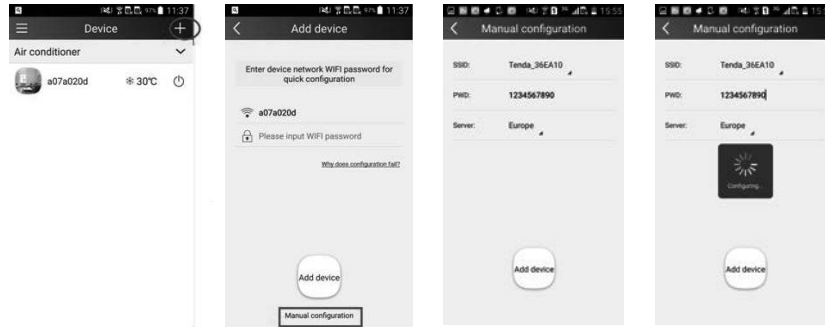 97% 11:37
Device
+
Air conditioner
a07a020d
30°C
97% 11:37
Add device
Enter device network WIFI password for
quick configuration
a07a020d
Please input WIFI password
Why does configuration fail?
Add device
Manual configuration
15:55
Manual configuration
SSID: Tenda_36EA10
PWD: 1234567890
Server: Europe
Add device
Manual configuration
SSID: Tenda_36EA10
PWD: 1234567890
Server: Europe
Configuring...
Add device